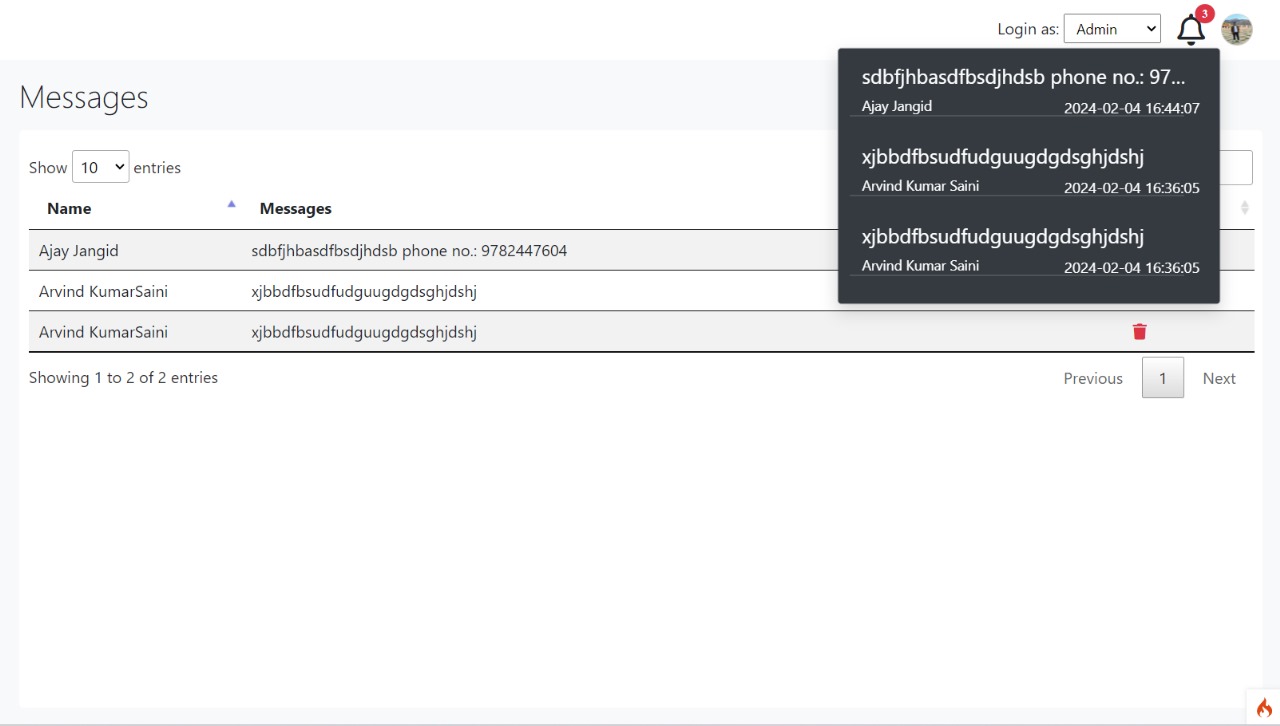 Login as: Admin 3
Messages
sdbfjhbasdfbsdjhdsb phone no.: 97...
Ajay Jangid 2024-02-04 16:44:07
xjbbdfbsudfudguugdgdsghjdshj
Arvind Kumar Saini 2024-02-04 16:36:05
xjbbdfbsudfudguugdgdsghjdshj
Arvind Kumar Saini 2024-02-04 16:36:05
Show 10 entries
Name Messages
Ajay Jangid sdbfjhbasdfbsdjhdsb phone no.: 9782447604
Arvind KumarSaini xjbbdfbsudfudguugdgdsghjdshj
Arvind KumarSaini xjbbdfbsudfudguugdgdsghjdshj
Showing 1 to 2 of 2 entries Previous 1 Next